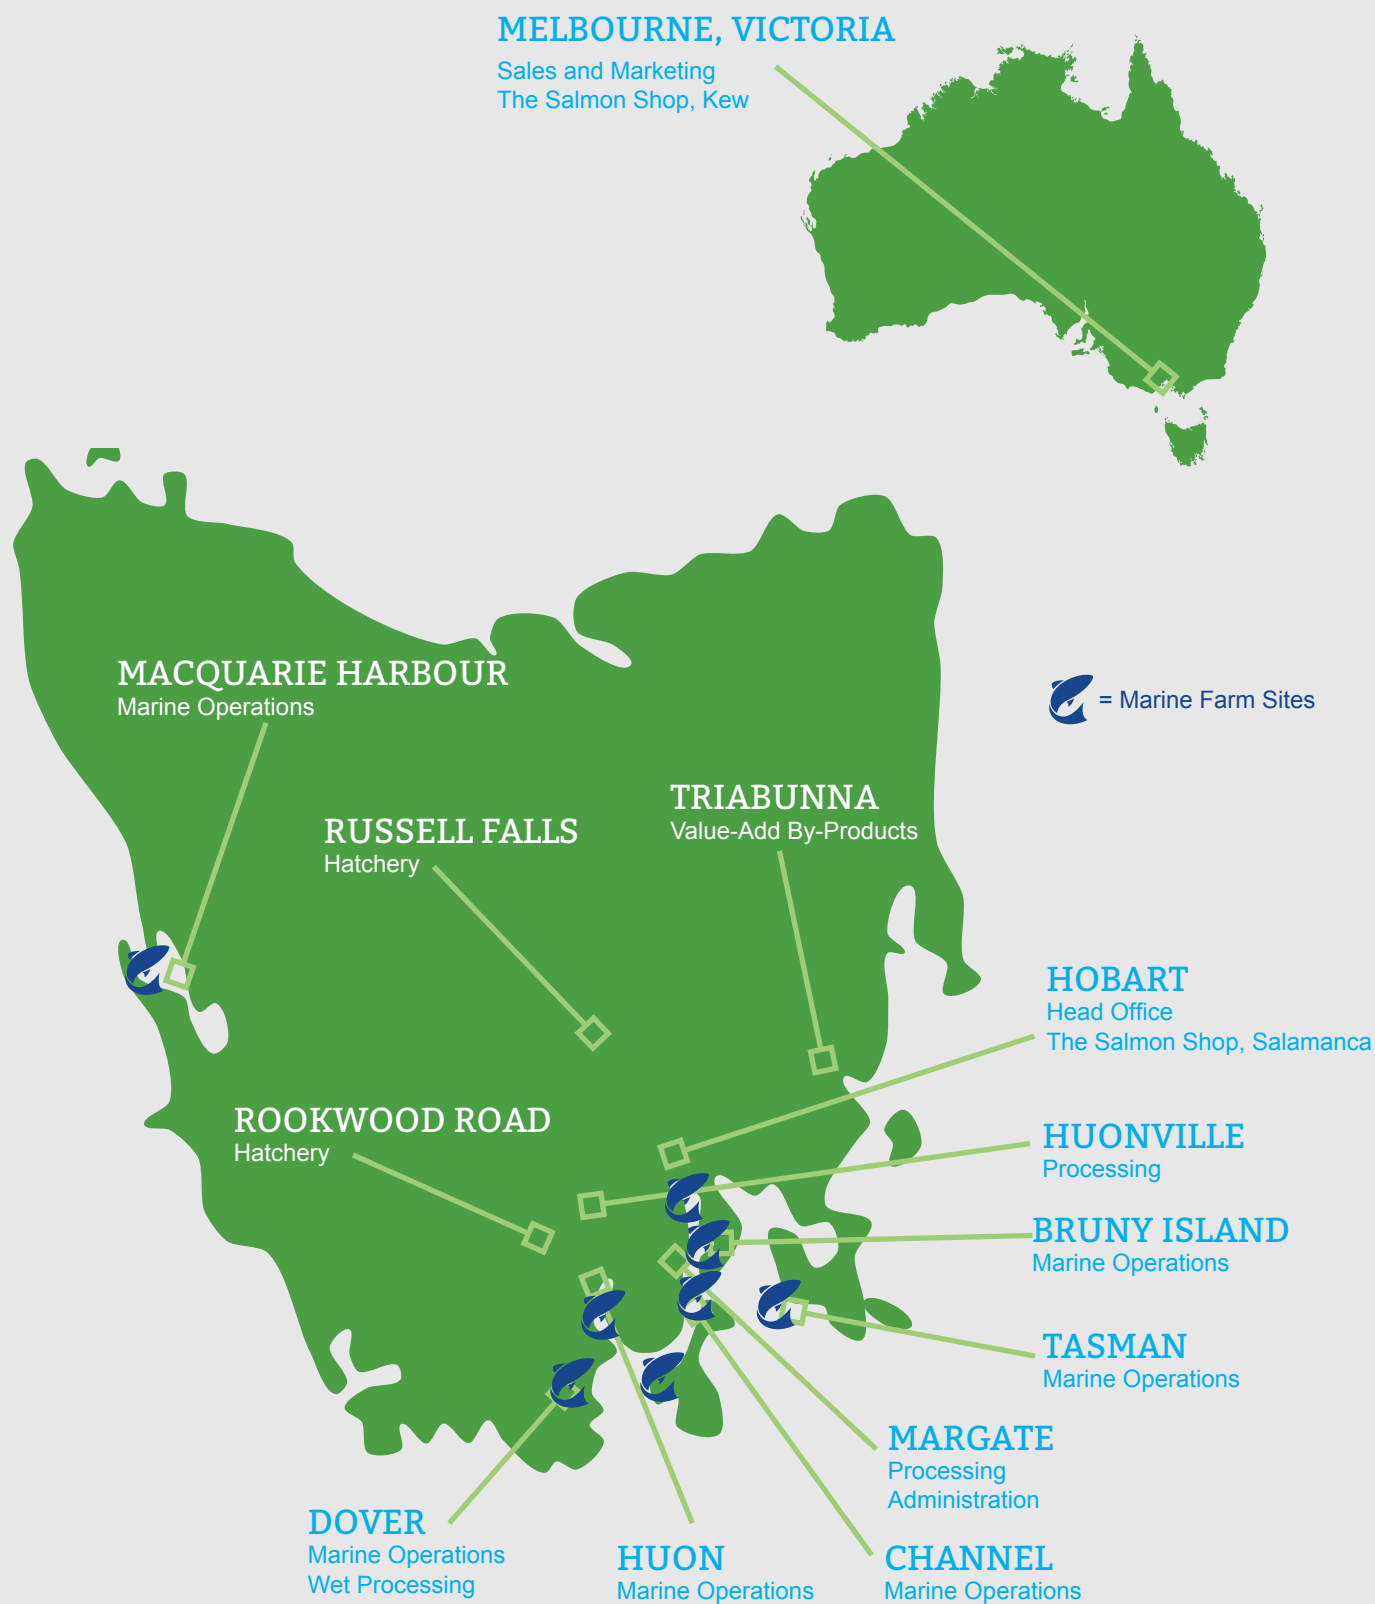 MELBOURNE, VICTORIA
Sales and Marketing
The Salmon Shop, Kew
MACQUARIE HARBOUR
Marine Operations
= Marine Farm Sites
TRIABUNNA
Value-Add By-Products
RUSSELL FALLS
Hatchery
HOBART
Head Office
The Salmon Shop, Salamanca
ROOKWOOD ROAD
Hatchery
HUONVILLE
Processing
BRUNY ISLAND
Marine Operations
TASMAN
Marine Operations
MARGATE
Processing
Administration
DOVER
Marine Operations
Wet Processing
HUON
Marine Operations
CHANNEL
Marine Operations